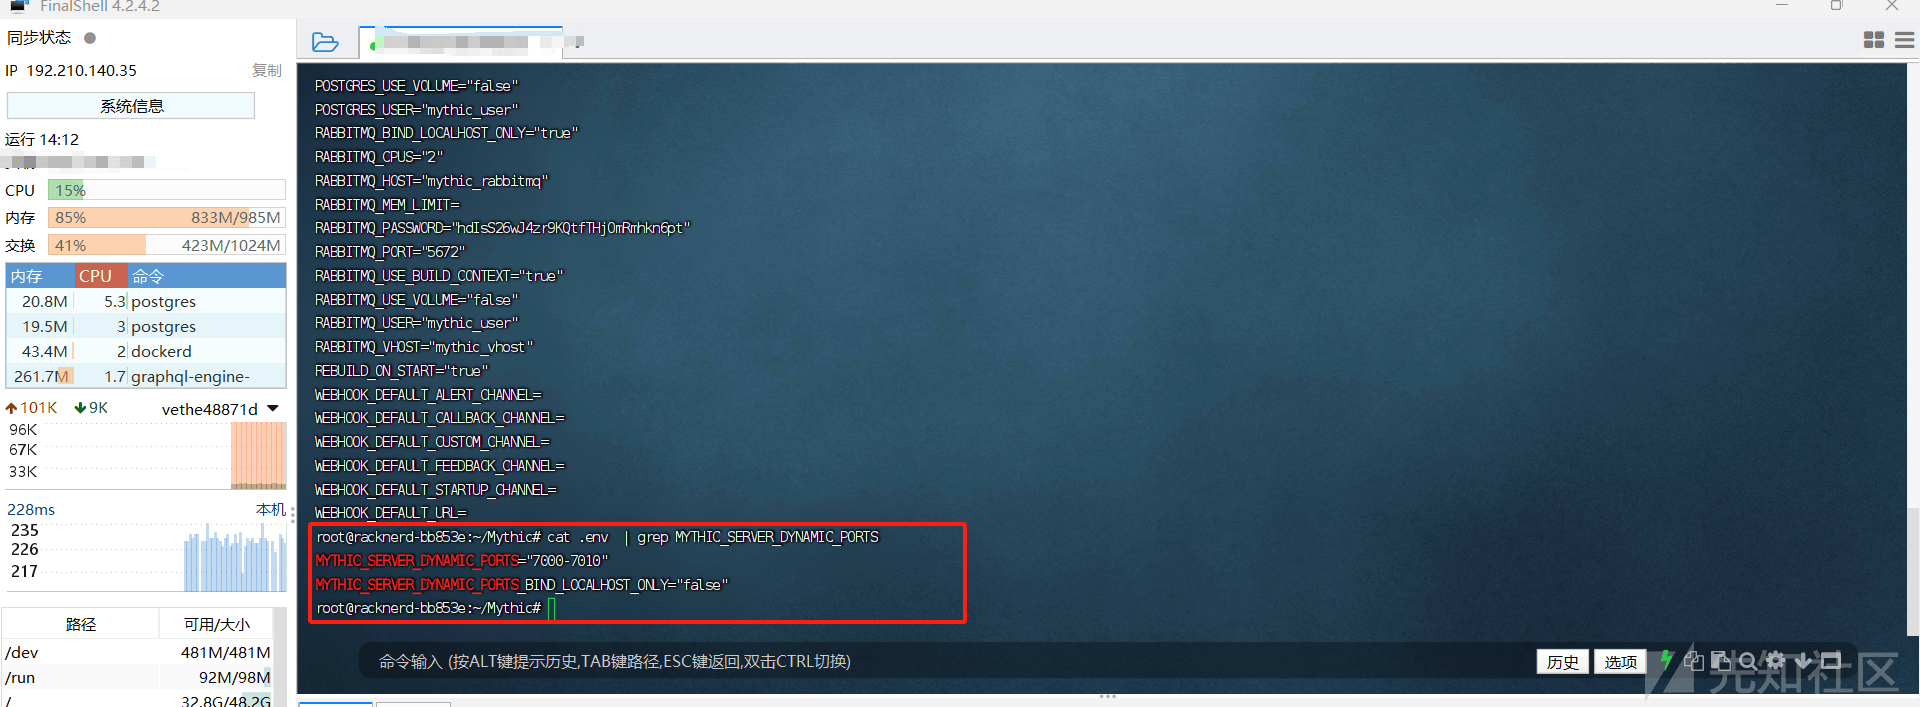 FinalShell 4.2.4.2
同步状态
IP 192.210.140.35 复制
系统信息
运行 14:12
CPU 15%
内存 85% 833M/985M
交换 41% 423M/1024M
内存 CPU 命令
20.8M 5.3 postgres
19.5M 3 postgres
43.4M 2 dockerd
261.7M 1.7 graphql-engine-
101K 9K vethe48871d
96K
67K
33K
228ms 本机
235
226
217
路径 可用/大小
/dev 481M/481M
/run 92M/98M
/ 32.8G/48.2G
POSTGRES_USE_VOLUME="false"
POSTGRES_USER="mythic_user"
RABBITMQ_BIND_LOCALHOST_ONLY="true"
RABBITMQ_CPUS="2"
RABBITMQ_HOST="mythic_rabbitmq"
RABBITMQ_MEM_LIMIT=
RABBITMQ_PASSWORD="hdIsS26wJ4zr9KQtfTHjOmRmhkn6pt"
RABBITMQ_PORT="5672"
RABBITMQ_USE_BUILD_CONTEXT="true"
RABBITMQ_USE_VOLUME="false"
RABBITMQ_USER="mythic_user"
RABBITMQ_VHOST="mythic_vhost"
REBUILD_ON_START="true"
WEBHOOK_DEFAULT_ALERT_CHANNEL=
WEBHOOK_DEFAULT_CALLBACK_CHANNEL=
WEBHOOK_DEFAULT_CUSTOM_CHANNEL=
WEBHOOK_DEFAULT_FEEDBACK_CHANNEL=
WEBHOOK_DEFAULT_STARTUP_CHANNEL=
WEBHOOK_DEFAULT_URL=
root@racknerd-bb853e:~/Mythic# cat .env  | grep MYTHIC_SERVER_DYNAMIC_PORTS
MYTHIC_SERVER_DYNAMIC_PORTS="7000-7010"
MYTHIC_SERVER_DYNAMIC_PORTS_BIND_LOCALHOST_ONLY="false"
root@racknerd-bb853e:~/Mythic#
命令输入 (按ALT键提示历史,TAB键路径,ESC键返回,双击CTRL切换)
历史 选项
先知社区